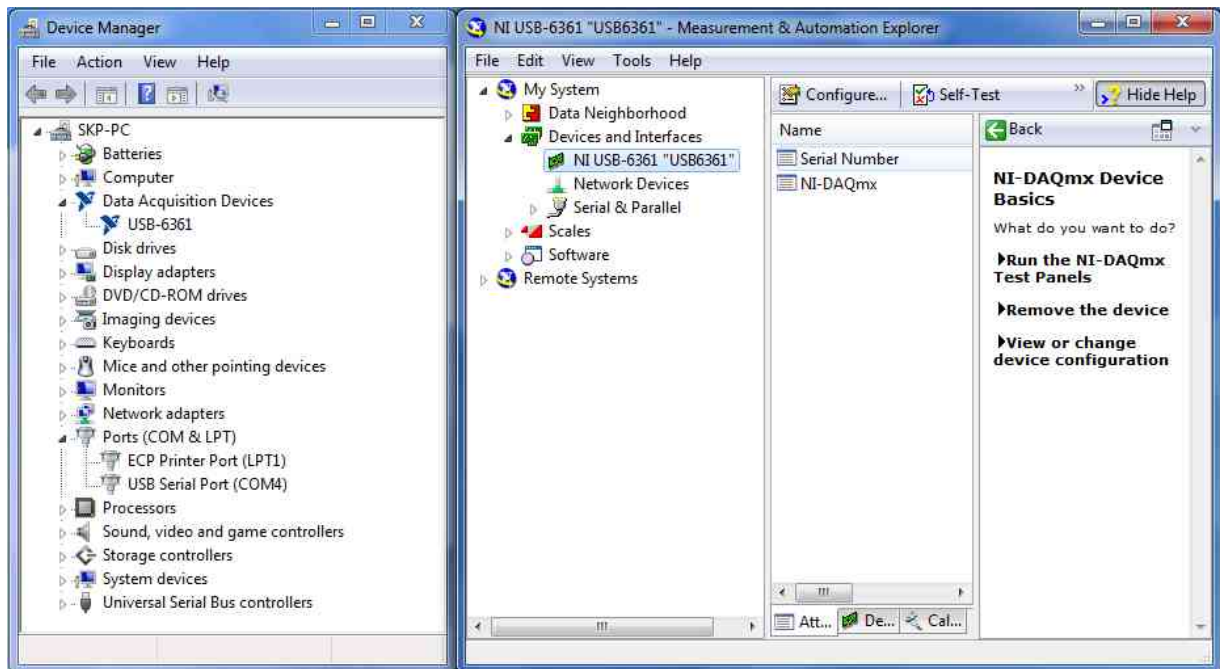 Device Manager
File Action View Help
SKP-PC
Batteries
Computer
Data Acquisition Devices
USB-6361
Disk drives
Display adapters
DVD/CD-ROM drives
Imaging devices
Keyboards
Mice and other pointing devices
Monitors
Network adapters
Ports (COM & LPT)
ECP Printer Port (LPT1)
USB Serial Port (COM4)
Processors
Sound, video and game controllers
Storage controllers
System devices
Universal Serial Bus controllers
NI USB-6361 "USB6361" - Measurement & Automation Explorer
File Edit View Tools Help
My System
Data Neighborhood
Devices and Interfaces
NI USB-6361 "USB6361"
Network Devices
Serial & Parallel
Scales
Software
Remote Systems
Configure... Self-Test » Hide Help
Name
Serial Number
NI-DAQmx
Att... De... Cal...
Back
NI-DAQmx Device
Basics
What do you want to do?
Run the NI-DAQmx
Test Panels
Remove the device
View or change
device configuration